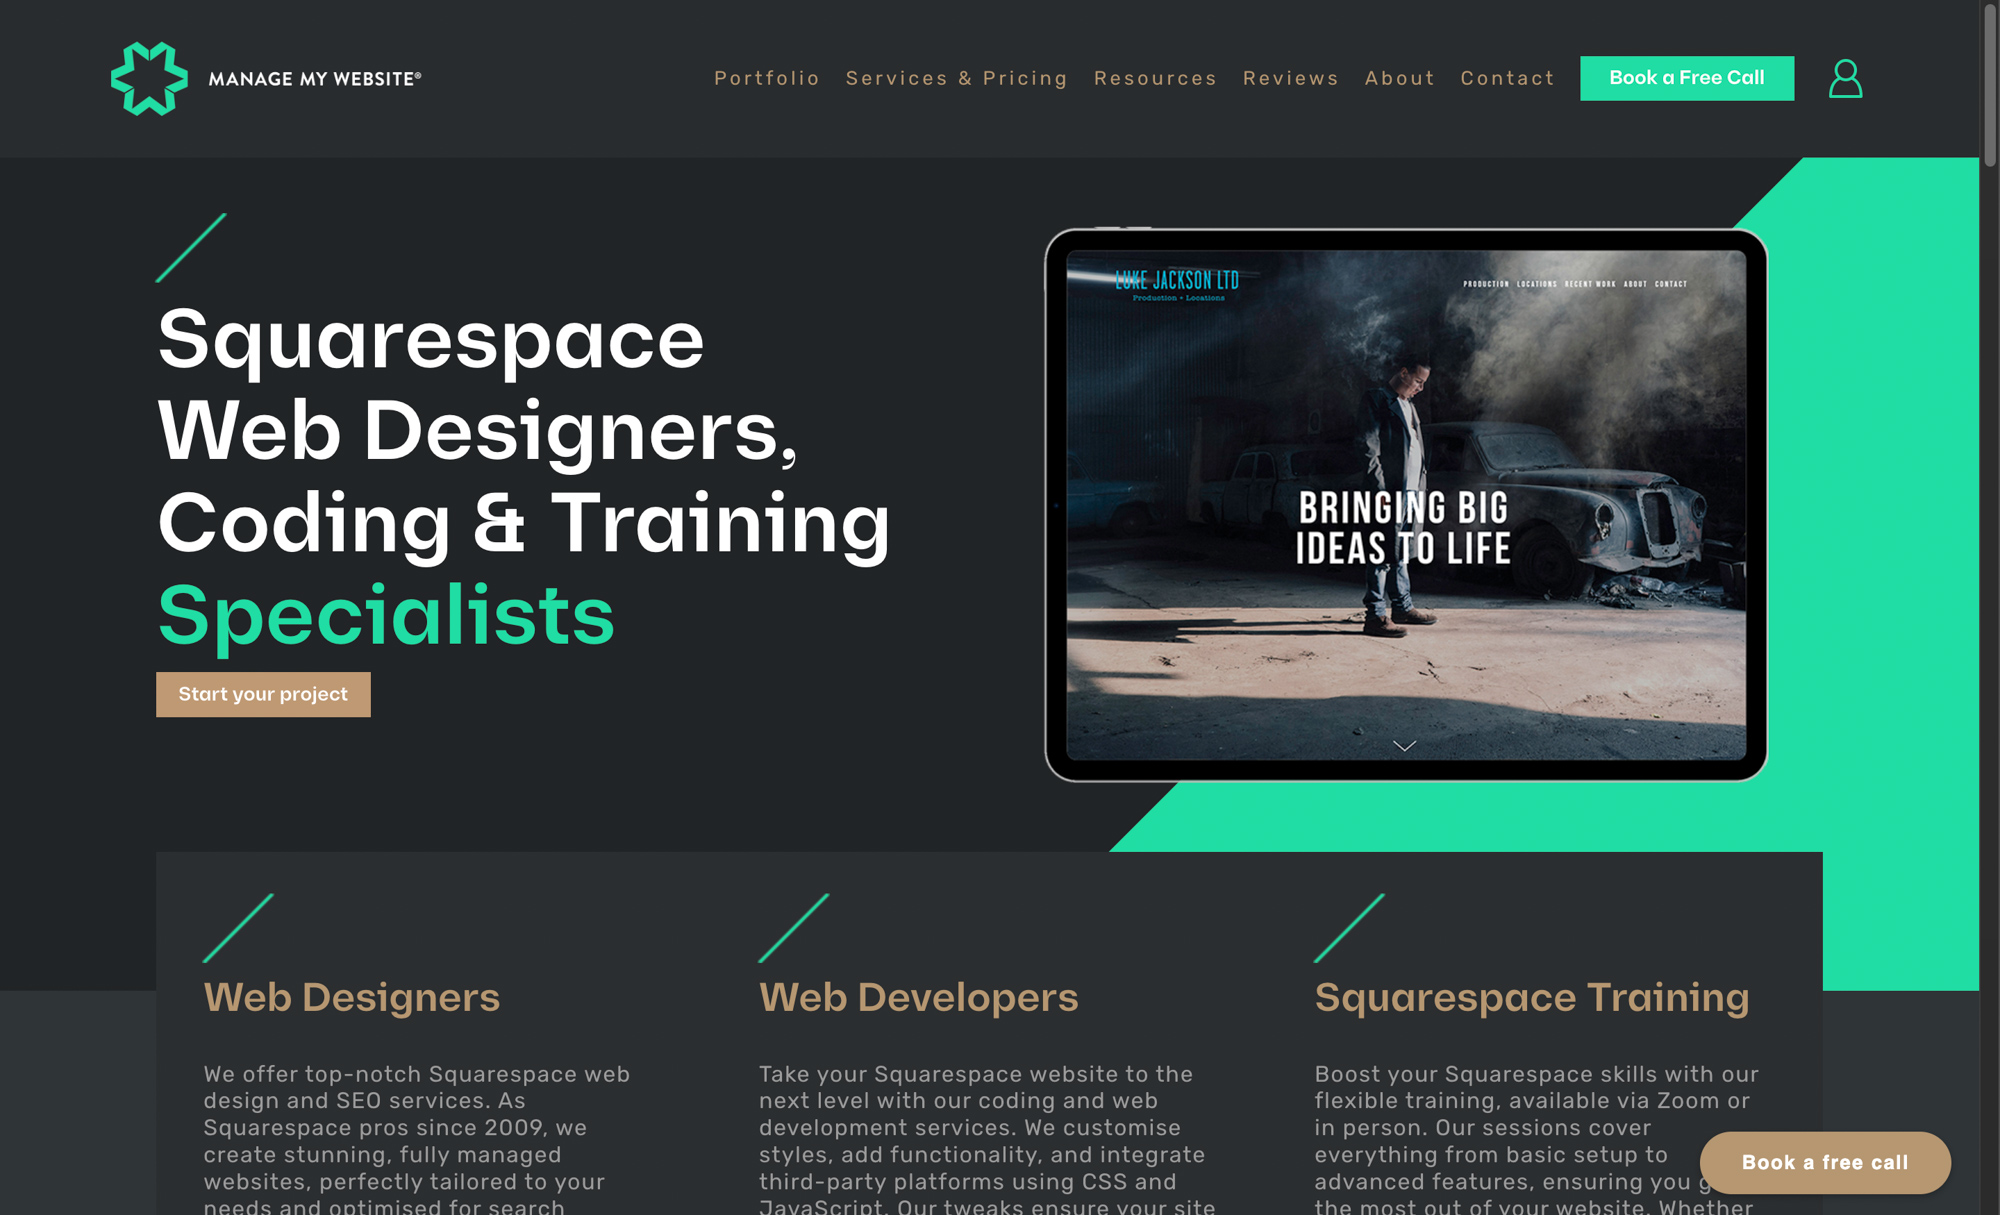 MANAGE MY WEBSITE®
Portfolio Services & Pricing Resources Reviews About Contact Book a Free Call
Squarespace
Web Designers,
Coding & Training
Specialists
Start your project
LUKE JACKSON LTD
Production + Locations
PRODUCTION LOCATIONS RECENT WORK ABOUT CONTACT
BRINGING BIG
IDEAS TO LIFE
Web Designers
We offer top-notch Squarespace web
design and SEO services. As
Squarespace pros since 2009, we
create stunning, fully managed
websites, perfectly tailored to your
needs and optimised for search
Web Developers
Take your Squarespace website to the
next level with our coding and web
development services. We customise
styles, add functionality, and integrate
third-party platforms using CSS and
JavaScript. Our tweaks ensure your site
Squarespace Training
Boost your Squarespace skills with our
flexible training, available via Zoom or
in person. Our sessions cover
everything from basic setup to
advanced features, ensuring you
the most out of your website. Whether
Book a free call